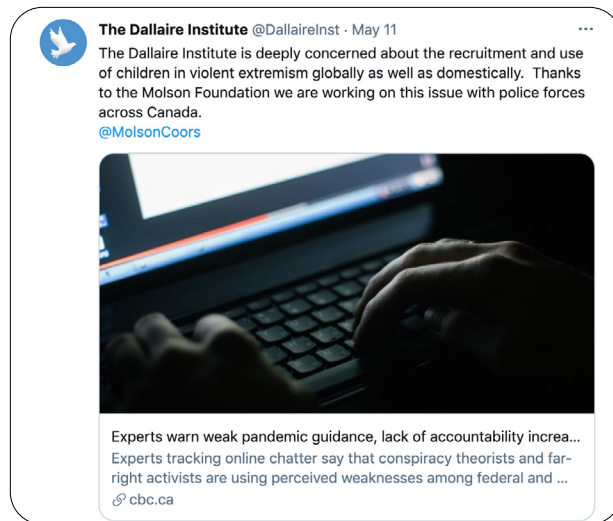 The Dallaire Institute @DallaireInst · May 11
The Dallaire Institute is deeply concerned about the recruitment and use
of children in violent extremism globally as well as domestically.  Thanks
to the Molson Foundation we are working on this issue with police forces
across Canada.
@MolsonCoors
Experts warn weak pandemic guidance, lack of accountability increa...
Experts tracking online chatter say that conspiracy theorists and far-
right activists are using perceived weaknesses among federal and ...
cbc.ca